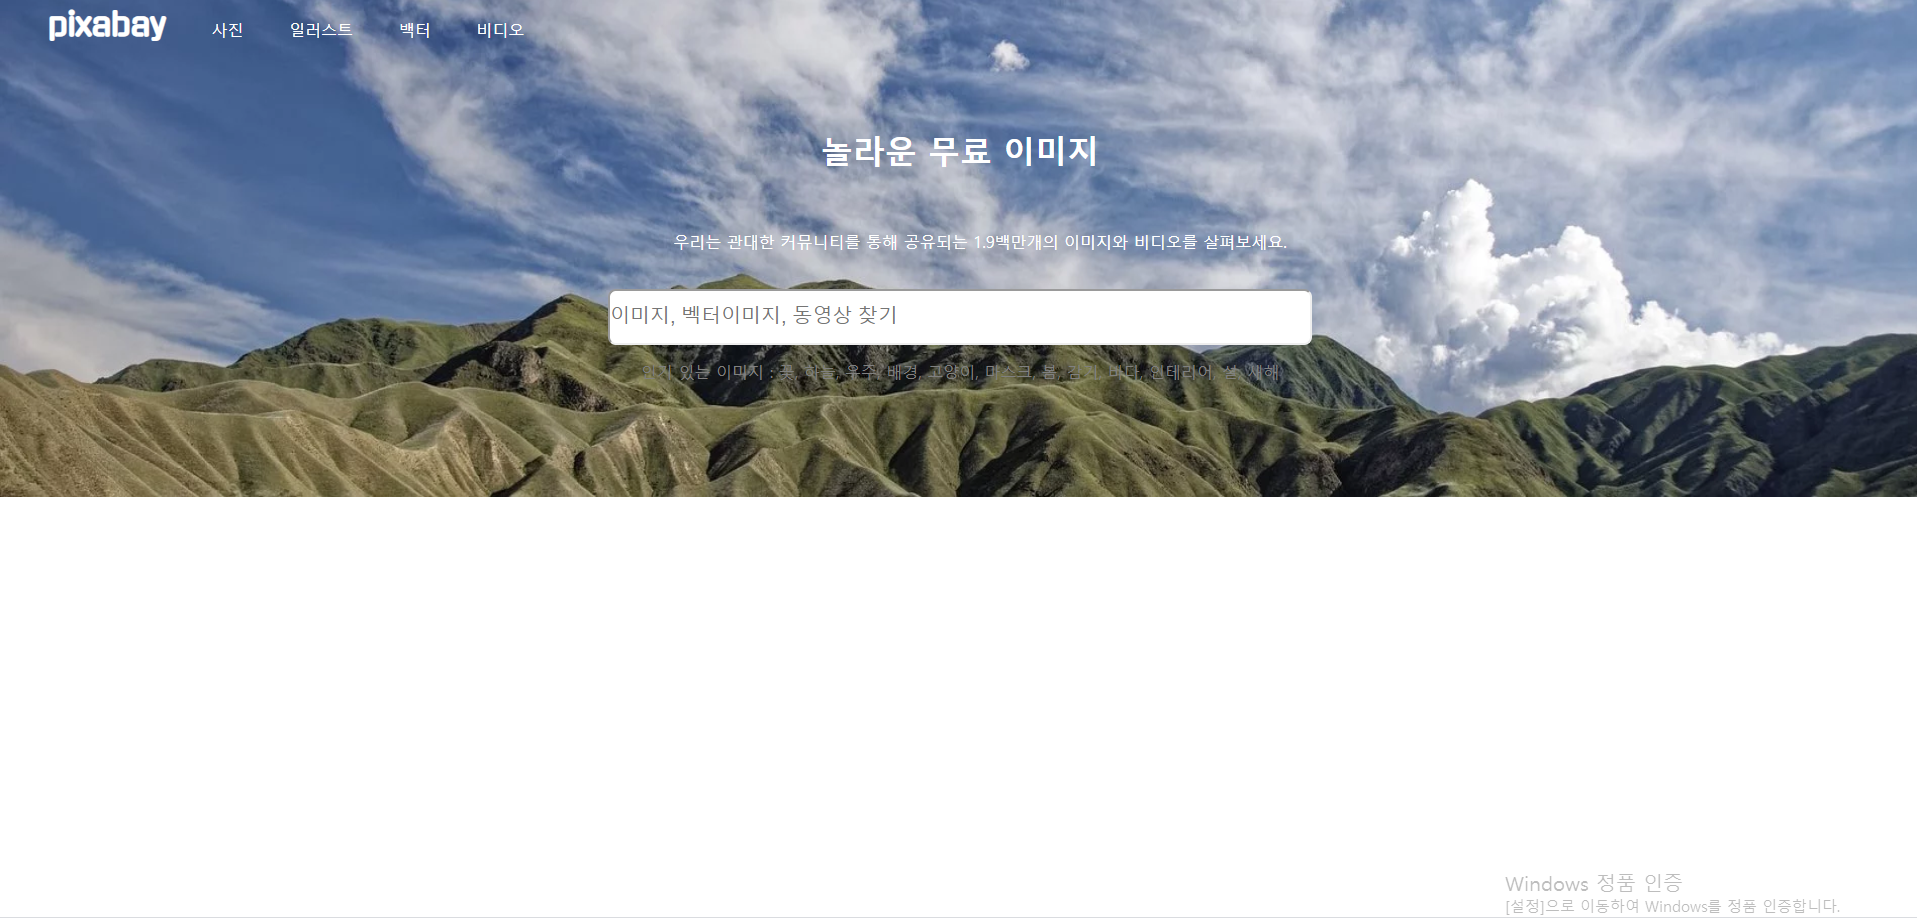 pixabay 사진 일러스트 백터 비디오
놀라운 무료 이미지
우리는 관대한 커뮤니티를 통해 공유되는 1.9백만개의 이미지와 비디오를 살펴보세요.
이미지, 벡터이미지, 동영상 찾기
인기 있는 이미지 : 꽃, 하늘, 우주, 배경, 고양이, 마스크, 봄, 감기, 바다, 인테리어, 설, 새해
Windows 정품 인증
[설정]으로 이동하여 Windows를 정품 인증합니다.